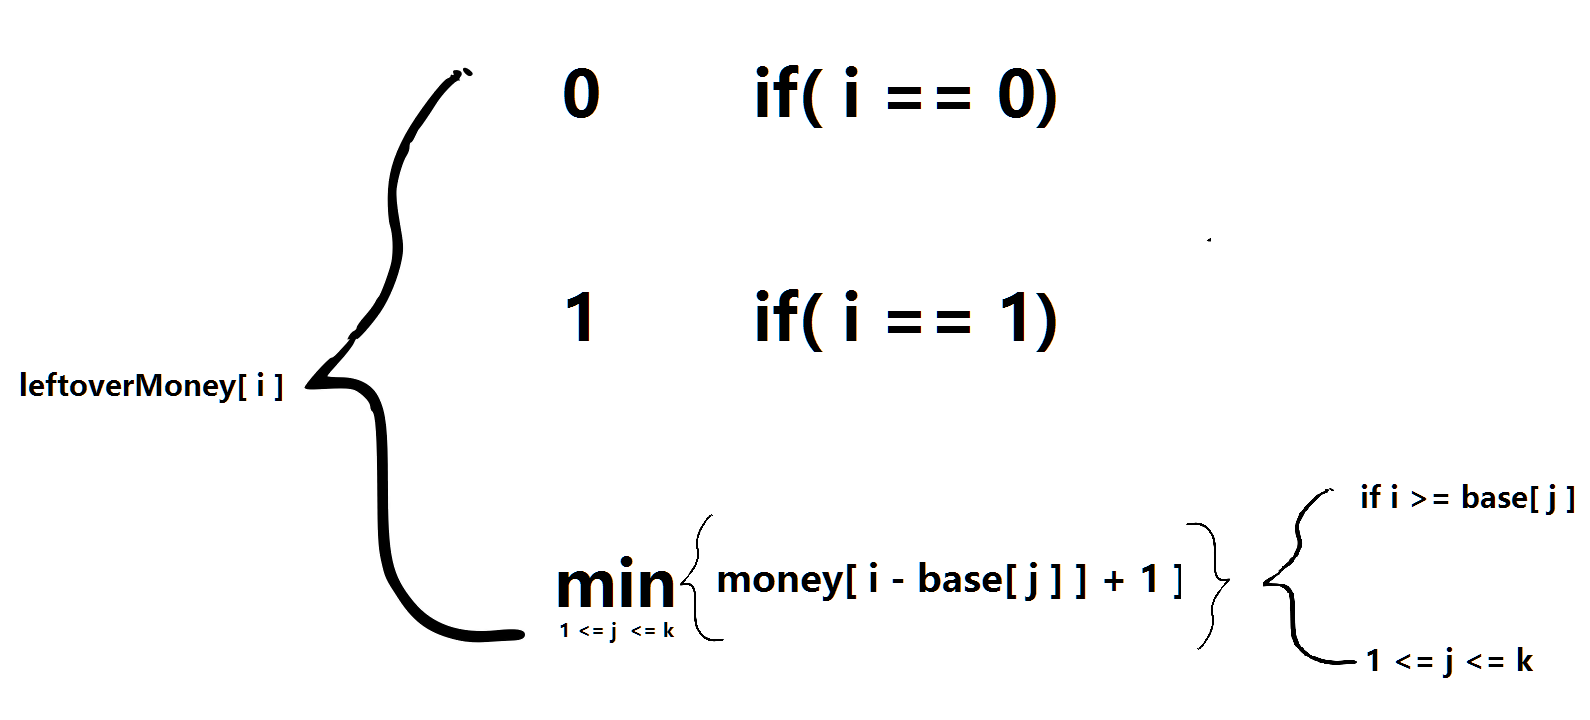 0 if( i == 0)
1 if( i == 1)
leftoverMoney[ i ]
min money[ i - base[ j ] ] + 1 ]
1 <= j <= k
if i >= base[ j ]
1 <= j <= k